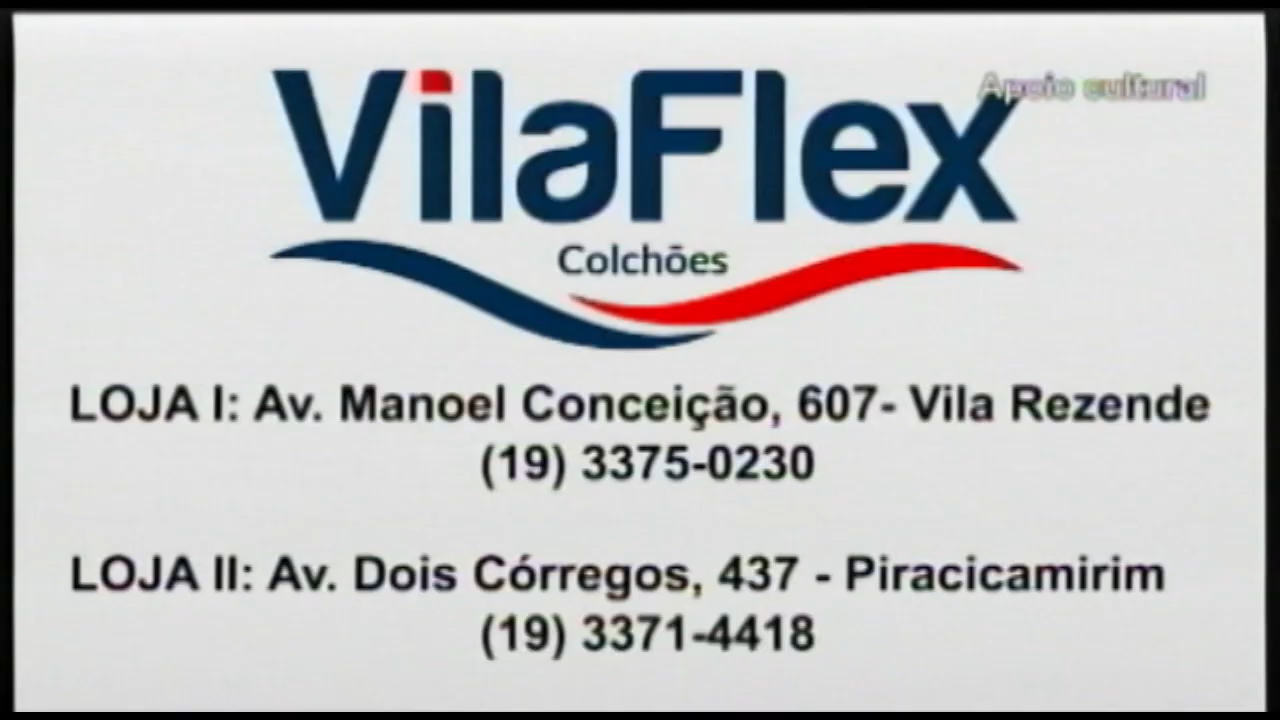 VilaFlex
Apoio cultural
Colchões
LOJA I: Av. Manoel Conceição, 607- Vila Rezende
(19) 3375-0230
LOJA II: Av. Dois Córregos, 437 - Piracicamirim
(19) 3371-4418